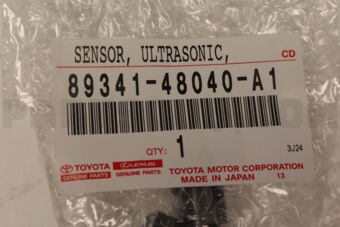 SENSOR, ULTRASONIC,
CD
89341-48040-A1
QTY: 1
3J24
TOYOTA LEXUS
GENUINE PARTS GENUINE PARTS
TOYOTA MOTOR CORPORATION
MADE IN JAPAN 13